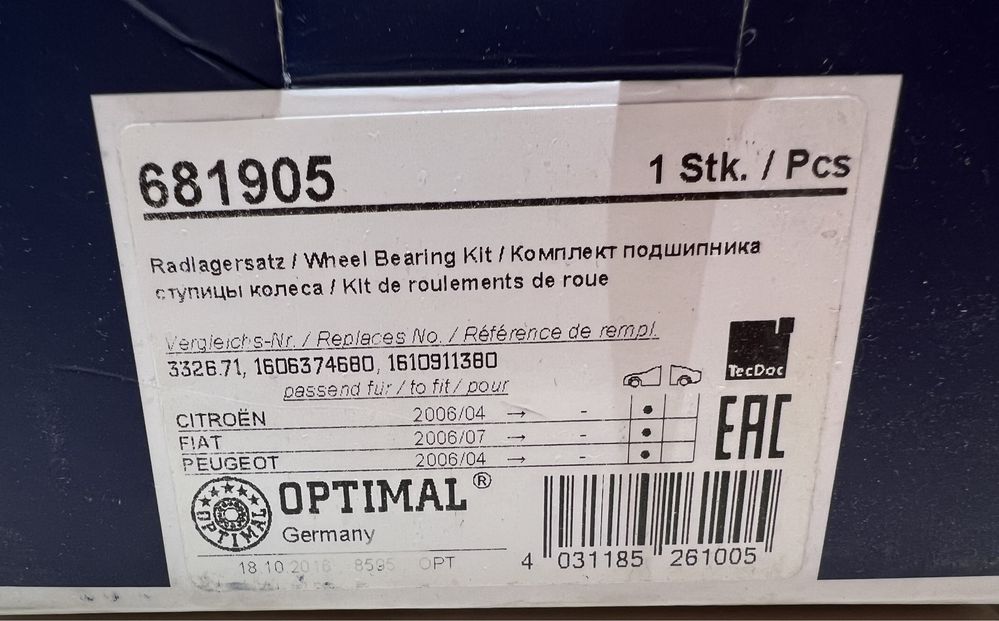 681905 1 Stk. / Pcs
Radlagersatz / Wheel Bearing Kit / Комплект подшипника
ступицы колеса / Kit de roulements de roue
Vergleichs-Nr. / Replaces No. / Référence de rempl.
3326.71, 1606374680, 1610911380
passend für / to fit / pour
TecDoc
CITROËN 2006/04 → -
FIAT 2006/07 → -
PEUGEOT 2006/04 → -
EAC
OPTIMAL
OPTIMAL®
Germany
18.10.2016 8595 OPT
4 031185 261005